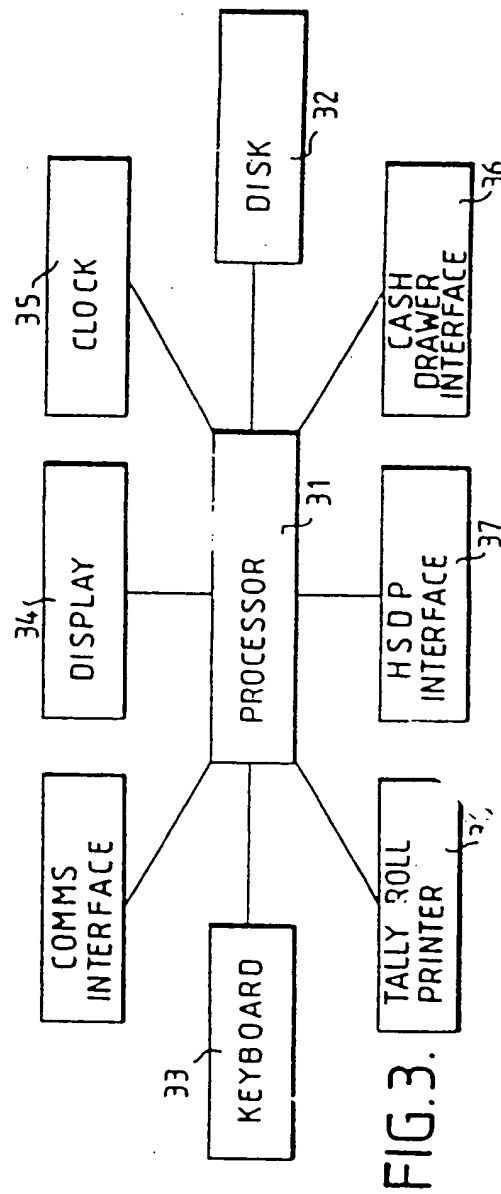 COMMS
INTERFACE
34
DISPLAY
35
CLOCK
33
KEYBOARD
PROCESSOR
31
DISK
32
TALLY ROLL
PRINTER
HSDP
INTERFACE
37
CASH
DRAWER
INTERFACE
36
FIG.3.